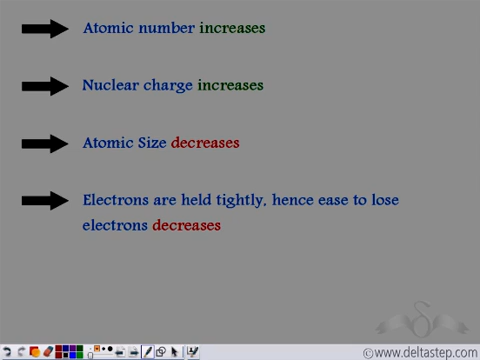 Atomic number increases
Nuclear charge increases
Atomic Size decreases
Electrons are held tightly, hence ease to lose
electrons decreases
© www.deltastep.com